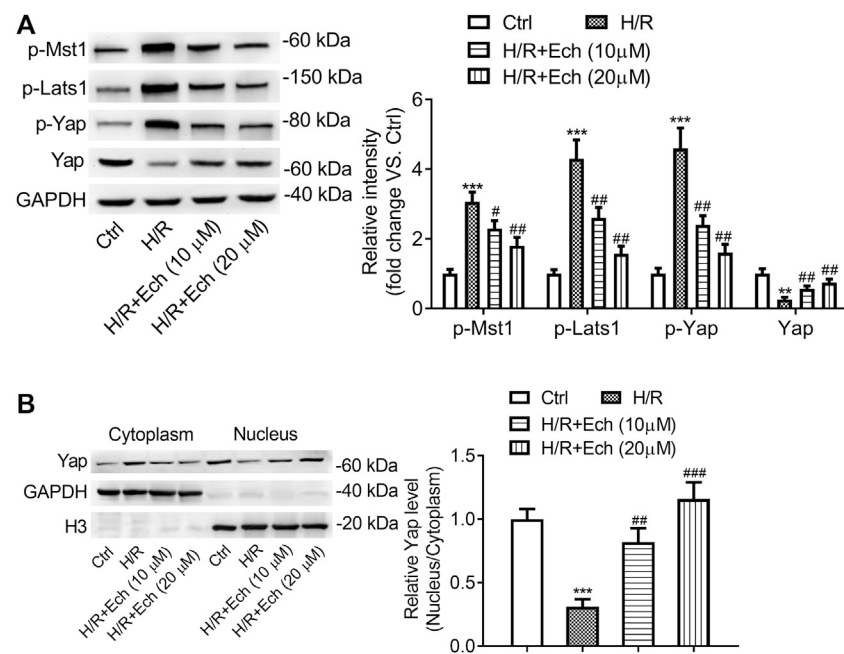 A
p-Mst1
-60 kDa
p-Lats1
-150 kDa
p-Yap
-80 kDa
Yap
-60 kDa
GAPDH
-40 kDa
Ctrl
H/R
H/R+Ech (10 μM)
H/R+Ech (20 μM)
Ctrl
H/R
H/R+Ech (10μM)
H/R+Ech (20μM)
Relative intensity
(fold change VS. Ctrl)
6
4
2
0
***
#
##
***
##
##
***
##
##
**
##
##
p-Mst1
p-Lats1
p-Yap
Yap
B
Cytoplasm
Nucleus
Yap
-60 kDa
GAPDH
-40 kDa
H3
-20 kDa
Ctrl
H/R
H/R+Ech (10 μM)
H/R+Ech (20 μM)
Ctrl
H/R
H/R+Ech (10 μM)
H/R+Ech (20 μM)
Ctrl
H/R
H/R+Ech (10μM)
H/R+Ech (20μM)
Relative Yap level
(Nucleus/Cytoplasm)
1.5
1.0
0.5
0.0
***
##
###